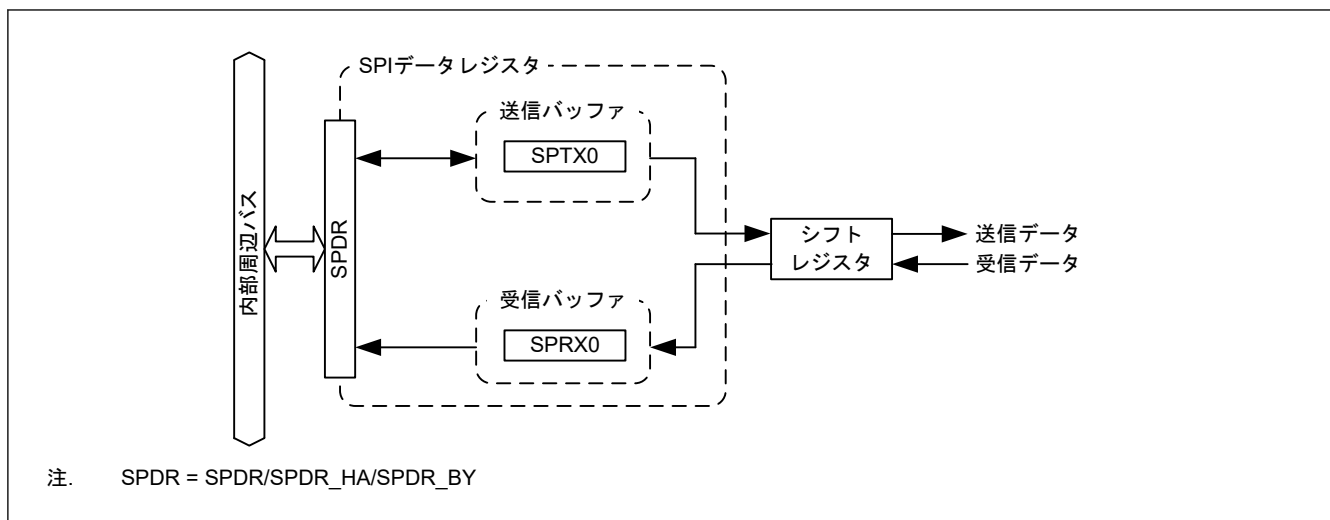 SPIデータレジスタ
送信バッファ
SPTX0
内部周辺バス
SPDR
シフト
レジスタ
送信データ
受信データ
受信バッファ
SPRX0
注. SPDR = SPDR/SPDR_HA/SPDR_BY